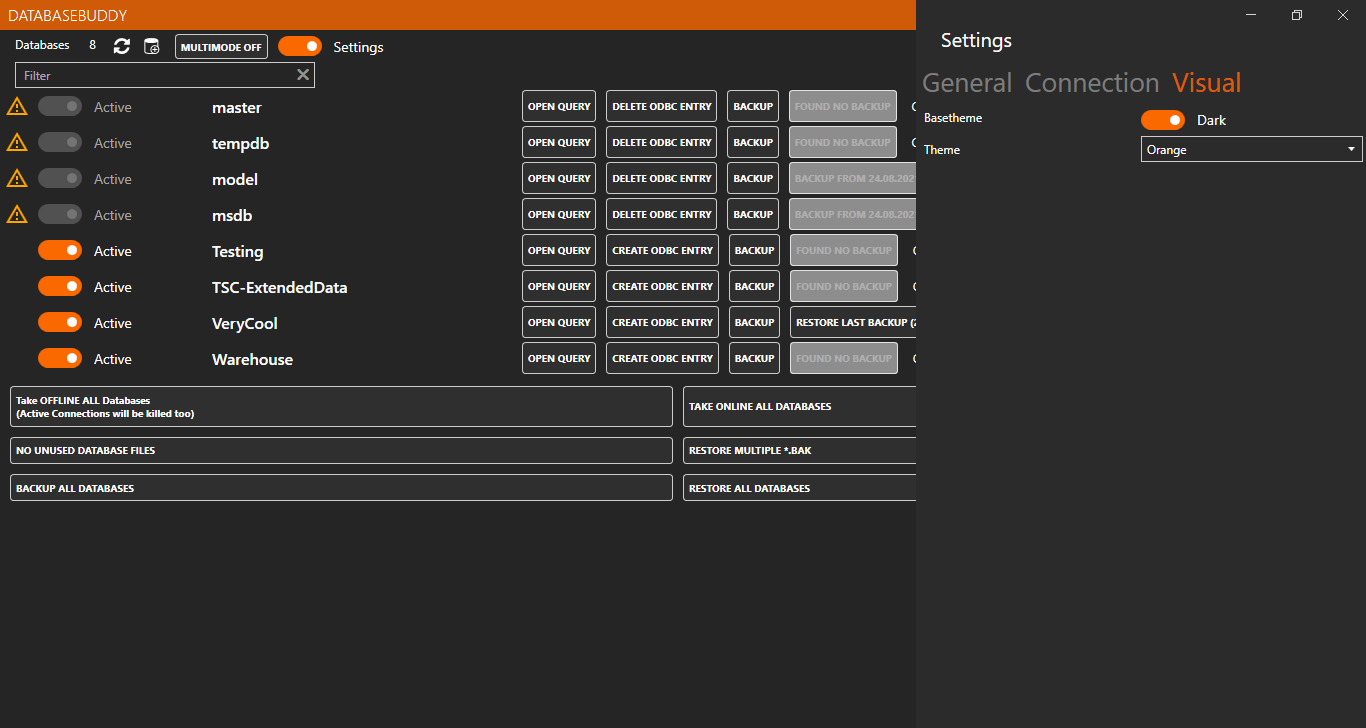 DATABASEBUDDY
Databases 8 MULTIMODE OFF Settings
Filter
Active master OPEN QUERY DELETE ODBC ENTRY BACKUP FOUND NO BACKUP
Active tempdb OPEN QUERY DELETE ODBC ENTRY BACKUP FOUND NO BACKUP
Active model OPEN QUERY DELETE ODBC ENTRY BACKUP BACKUP FROM 24.08.202
Active msdb OPEN QUERY DELETE ODBC ENTRY BACKUP BACKUP FROM 24.08.202
Active Testing OPEN QUERY CREATE ODBC ENTRY BACKUP FOUND NO BACKUP
Active TSC-ExtendedData OPEN QUERY CREATE ODBC ENTRY BACKUP FOUND NO BACKUP
Active VeryCool OPEN QUERY CREATE ODBC ENTRY BACKUP RESTORE LAST BACKUP (2
Active Warehouse OPEN QUERY CREATE ODBC ENTRY BACKUP FOUND NO BACKUP
Take OFFLINE ALL Databases
(Active Connections will be killed too)
TAKE ONLINE ALL DATABASES
NO UNUSED DATABASE FILES RESTORE MULTIPLE *.BAK
BACKUP ALL DATABASES RESTORE ALL DATABASES
Settings
General Connection Visual
Basetheme Dark
Theme Orange